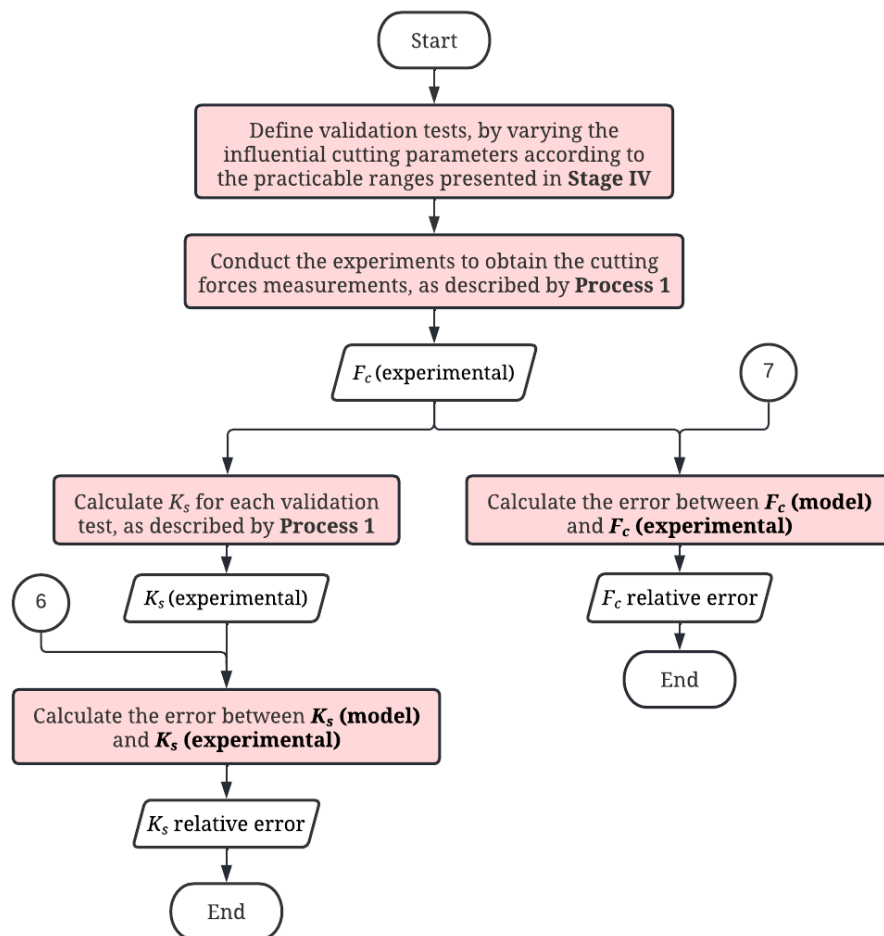 Start
Define validation tests, by varying the
influential cutting parameters according to
the practicable ranges presented in Stage IV
Conduct the experiments to obtain the cutting
forces measurements, as described by Process 1
Fc (experimental)
7
Calculate Ks for each validation
test, as described by Process 1
Calculate the error between Fc (model)
and Fc (experimental)
6
Ks (experimental)
Fc relative error
End
Calculate the error between Ks (model)
and Ks (experimental)
Ks relative error
End